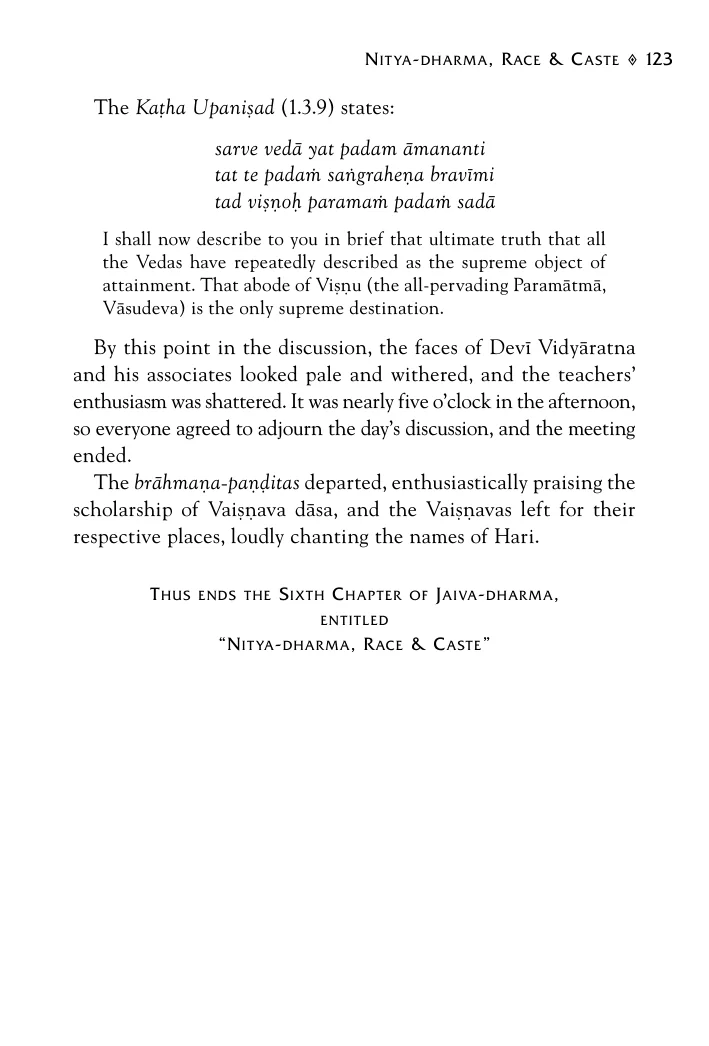 Nitya-dharma, Race & Caste ◈ 123
The Kaṭha Upaniṣad (1.3.9) states:
sarve vedā yat padam āmananti
tat te padaṁ saṅgraheṇa bravīmi
tad viṣṇoḥ paramaṁ padaṁ sadā
I shall now describe to you in brief that ultimate truth that all
the Vedas have repeatedly described as the supreme object of
attainment. That abode of Viṣṇu (the all-pervading Paramātmā,
Vāsudeva) is the only supreme destination.
By this point in the discussion, the faces of Devī Vidyāratna
and his associates looked pale and withered, and the teachers’
enthusiasm was shattered. It was nearly five o’clock in the afternoon,
so everyone agreed to adjourn the day’s discussion, and the meeting
ended.
The brāhmaṇa-paṇḍitas departed, enthusiastically praising the
scholarship of Vaiṣṇava dāsa, and the Vaiṣṇavas left for their
respective places, loudly chanting the names of Hari.
Thus ends the Sixth Chapter of Jaiva-dharma,
entitled
“Nitya-dharma, Race & Caste”